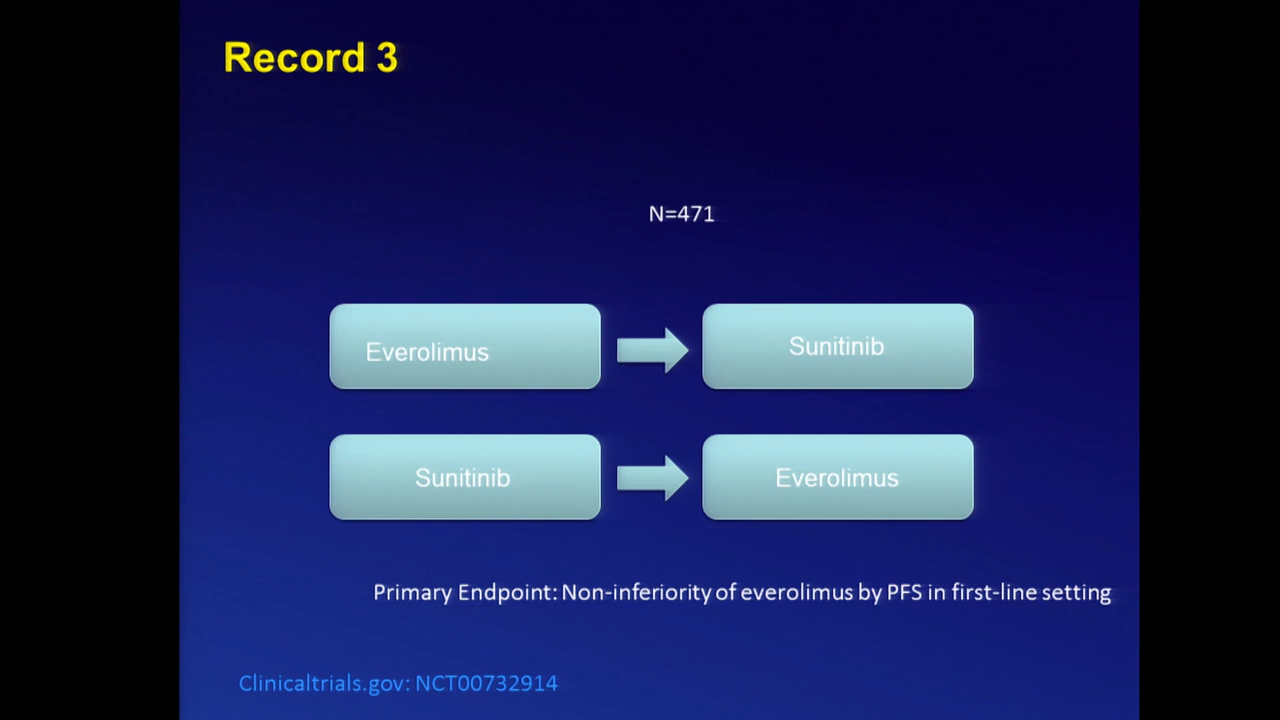 Record 3
N=471
Everolimus
Sunitinib
Sunitinib
Everolimus
Primary Endpoint: Non-inferiority of everolimus by PFS in first-line setting
Clinicaltrials.gov: NCT00732914